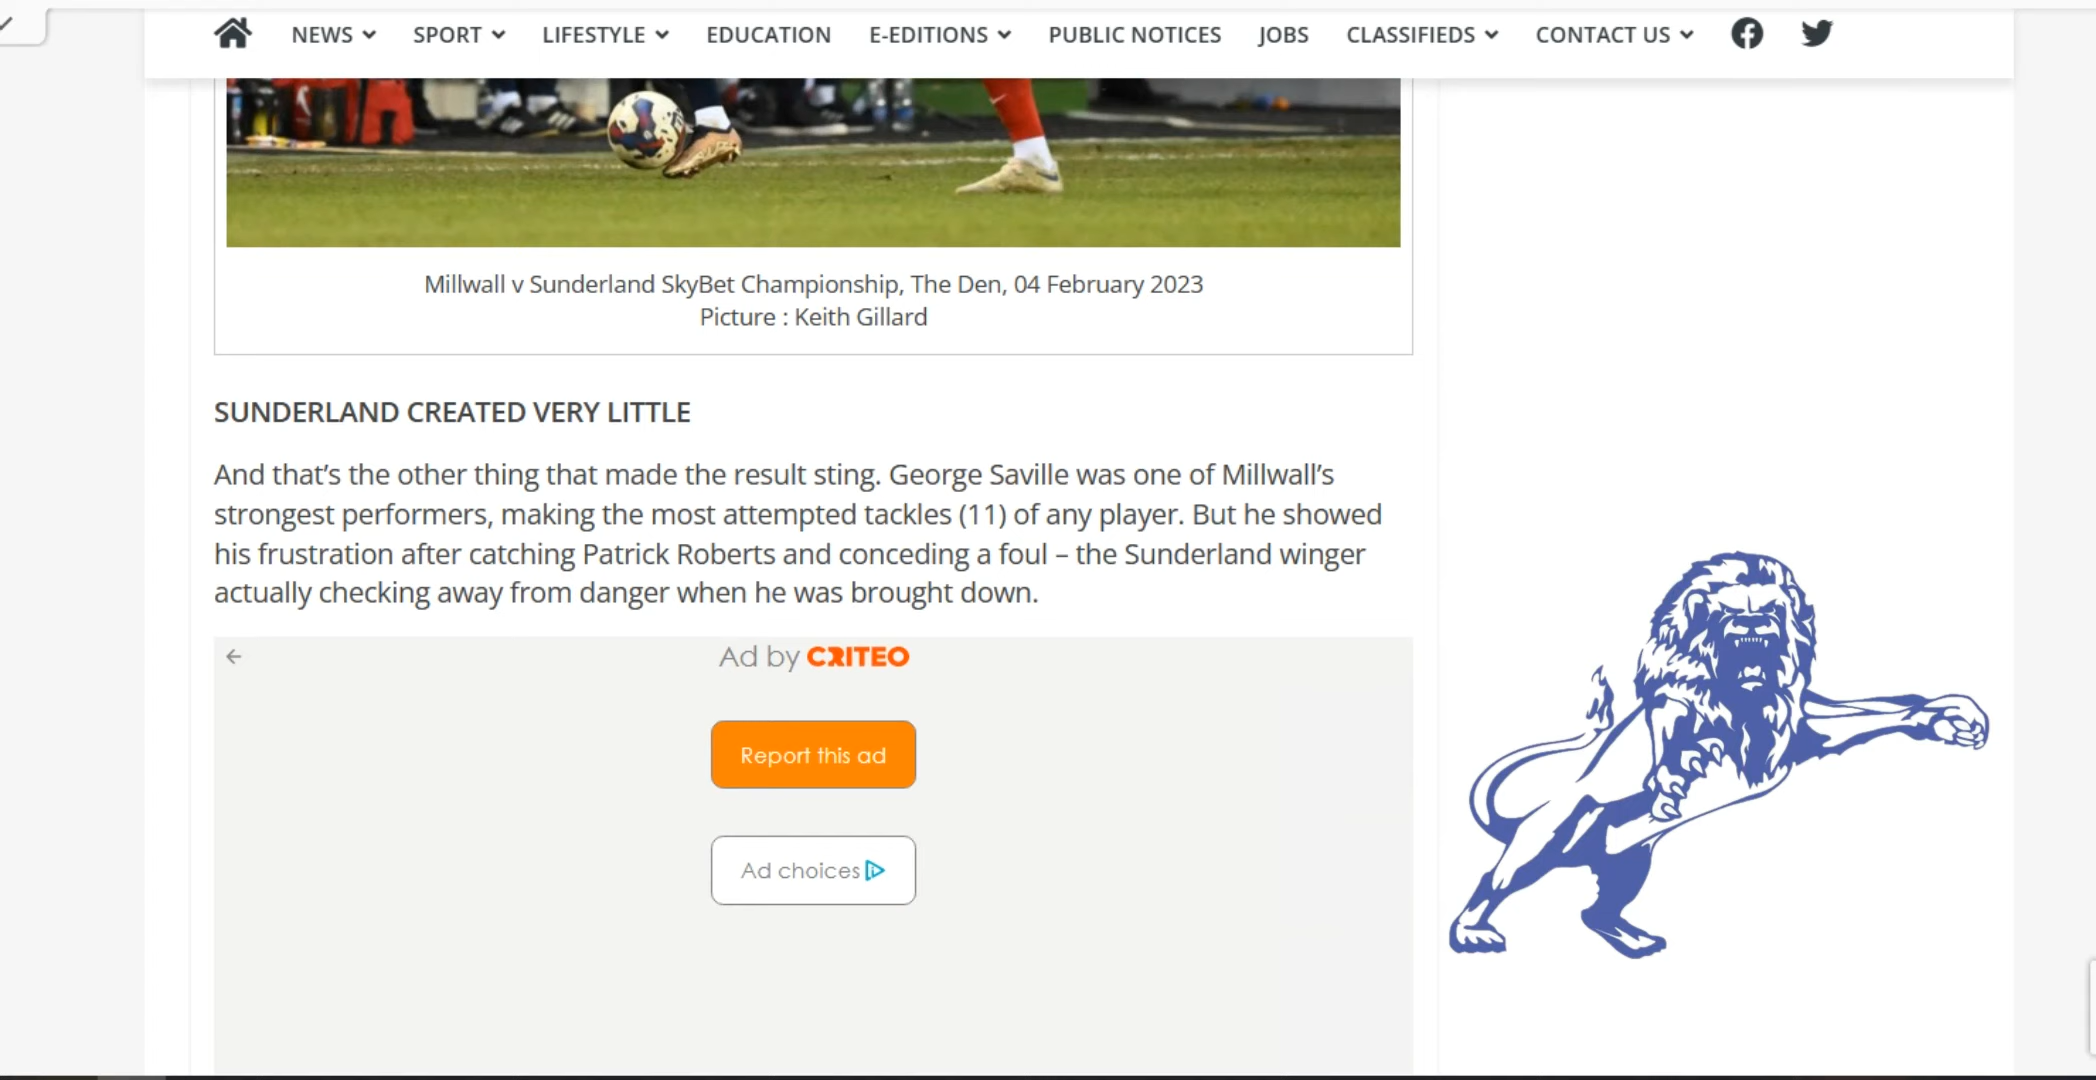 NEWS SPORT LIFESTYLE EDUCATION E-EDITIONS PUBLIC NOTICES JOBS CLASSIFIEDS CONTACT US
Millwall v Sunderland SkyBet Championship, The Den, 04 February 2023
Picture : Keith Gillard
SUNDERLAND CREATED VERY LITTLE
And that’s the other thing that made the result sting. George Saville was one of Millwall’s
strongest performers, making the most attempted tackles (11) of any player. But he showed
his frustration after catching Patrick Roberts and conceding a foul – the Sunderland winger
actually checking away from danger when he was brought down.
Ad by CRITEO
Report this ad
Ad choices